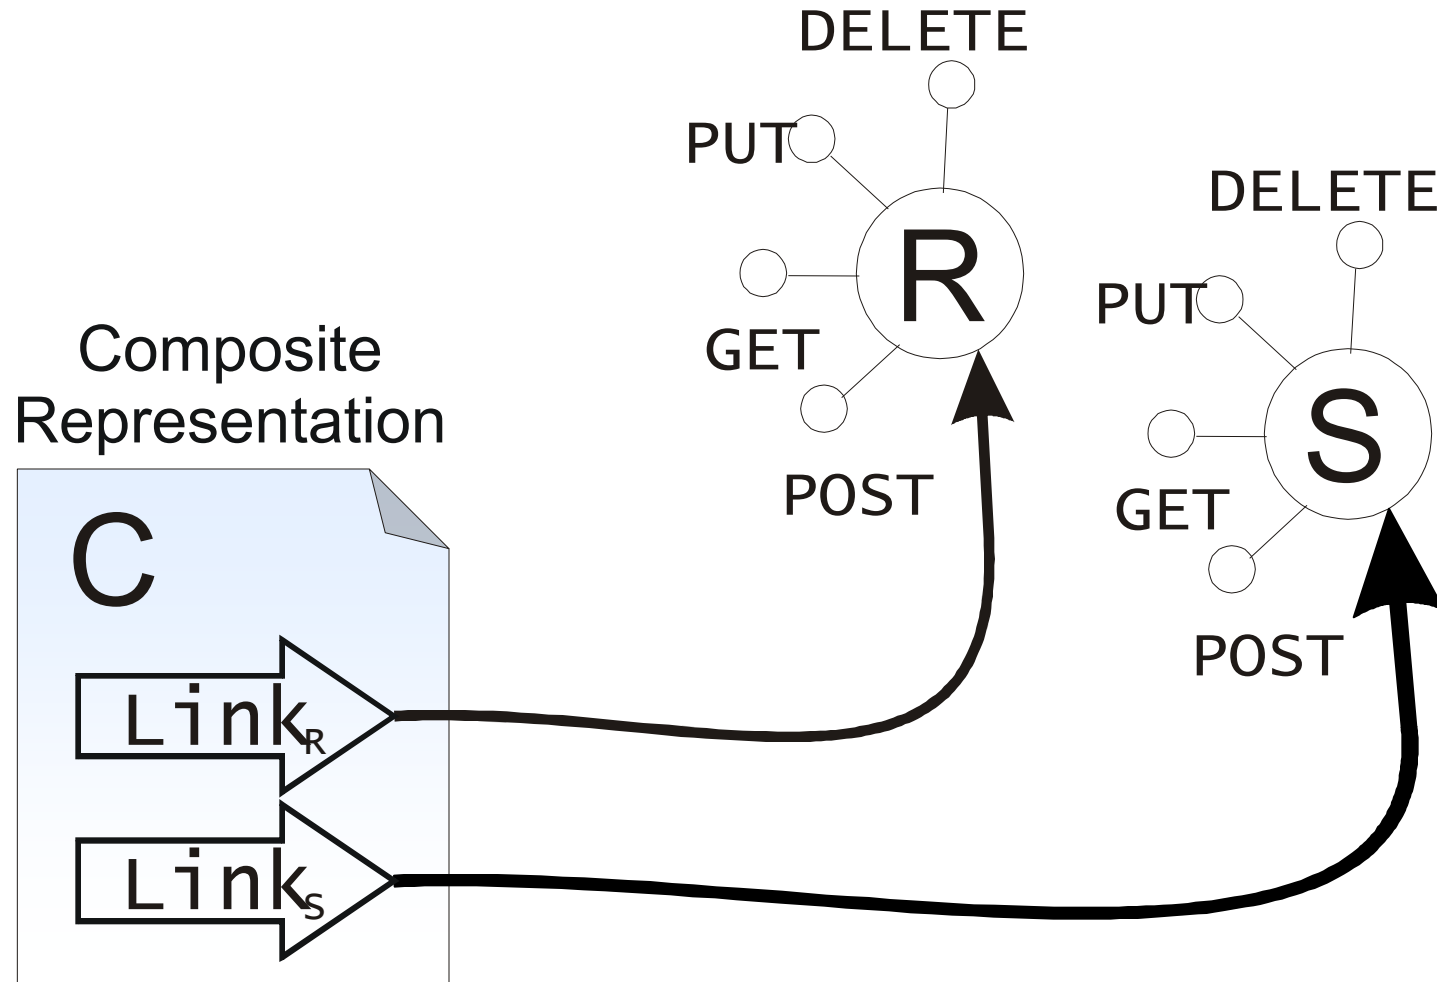 DELETE
PUT
R
GET
POST
DELETE
PUT
S
GET
POST
Composite
Representation
C
LinkR
LinkS